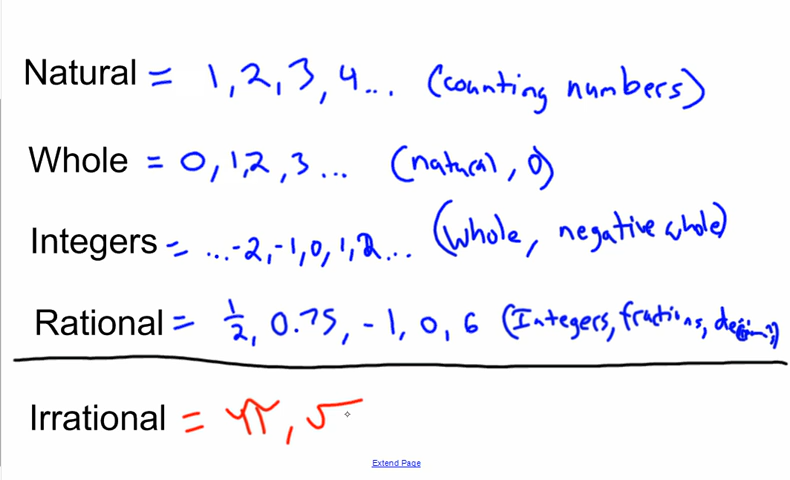 Natural = 1, 2, 3, 4... (counting numbers)
Whole = 0, 1, 2, 3... (natural, 0)
Integers = ...-2, -1, 0, 1, 2... (whole, negative whole)
Rational = 1/2, 0.75, -1, 0, 6 (Integers, fractions,
Irrational = π, √
Extend Page